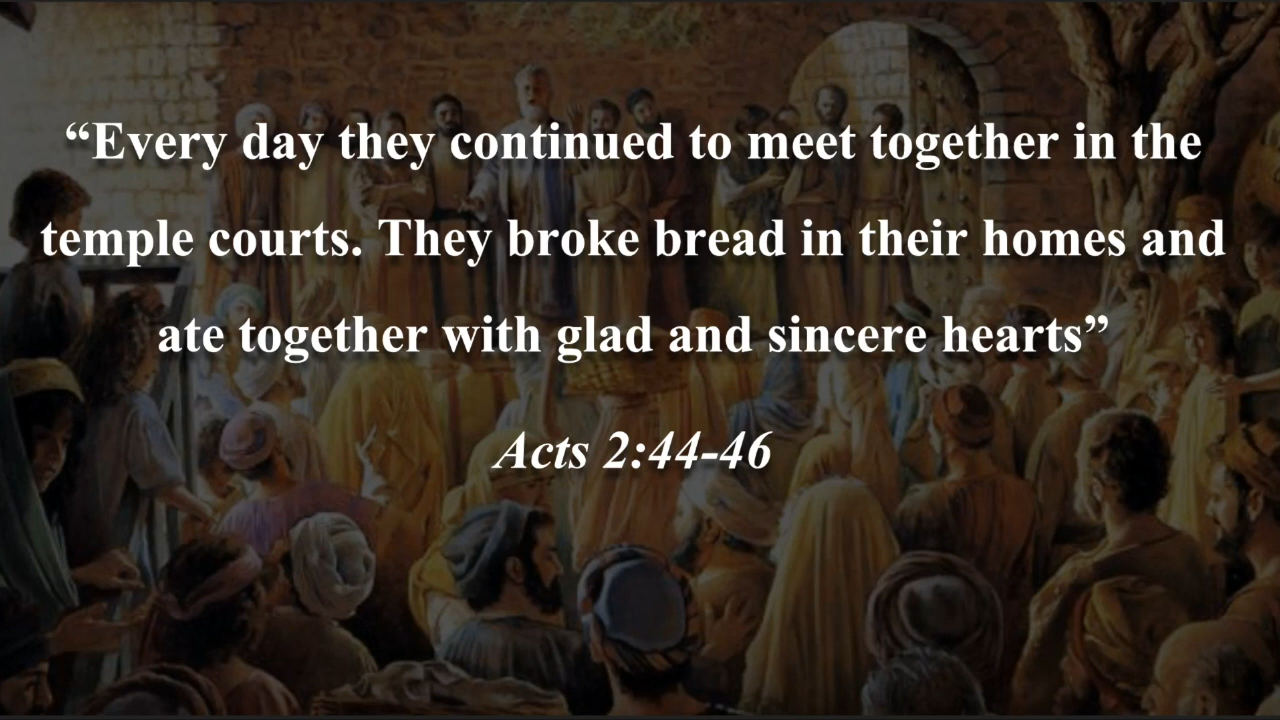 “Every day they continued to meet together in the
temple courts. They broke bread in their homes and
ate together with glad and sincere hearts”
Acts 2:44-46